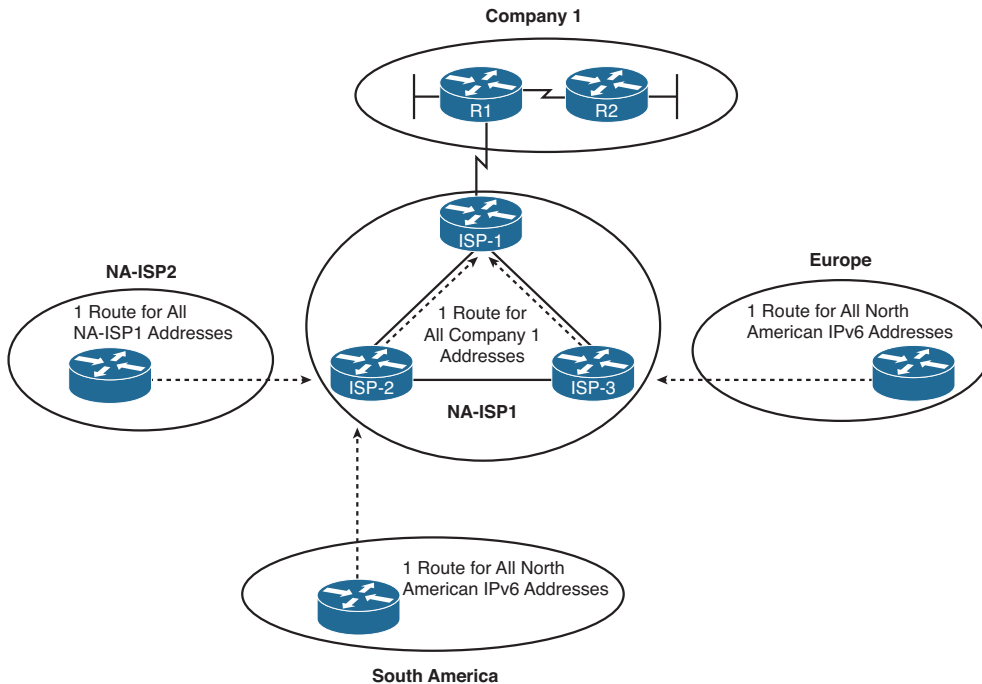 Company 1
R1
R2
ISP-1
NA-ISP2
1 Route for All
NA-ISP1 Addresses
1 Route for
All Company 1
Addresses
ISP-2
ISP-3
NA-ISP1
Europe
1 Route for All North
American IPv6 Addresses
1 Route for All North
American IPv6 Addresses
South America